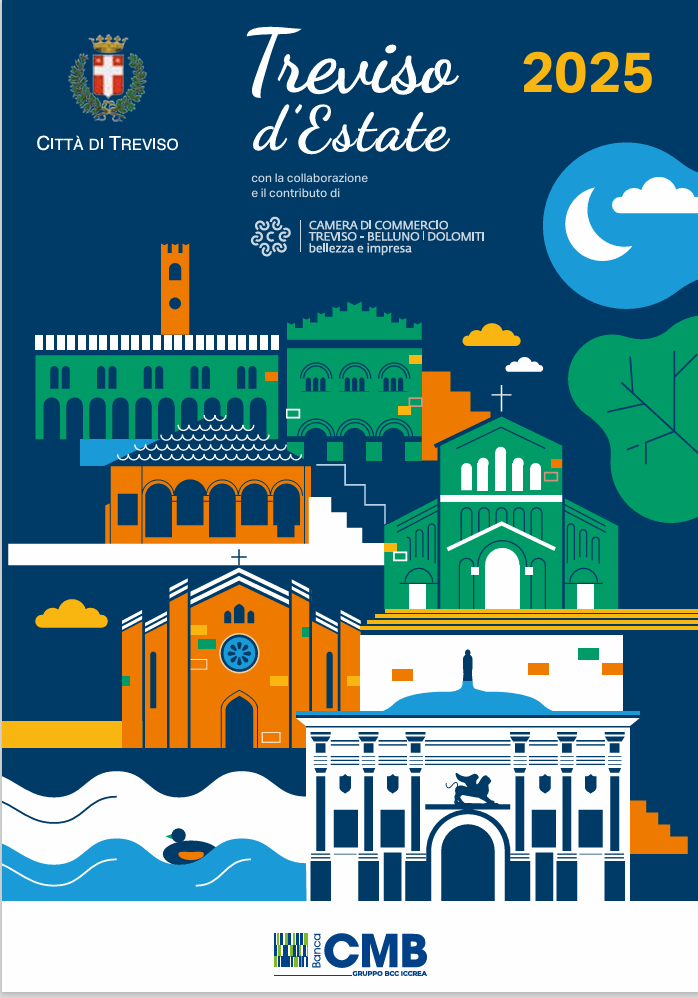 Treviso
d'Estate
2025
CITTÀ DI TREVISO
con la collaborazione
e il contributo di
CAMERA DI COMMERCIO
TREVISO - BELLUNO | DOLOMITI
bellezza e impresa
Banca
CMB
GRUPPO BCC ICCREA